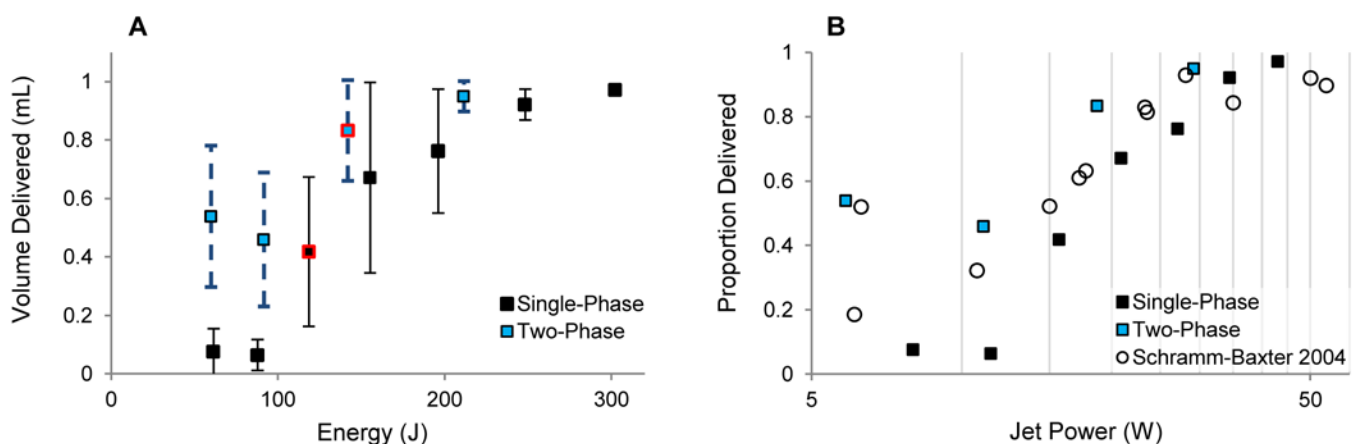 A
Volume Delivered (mL)
1
0.8
0.6
0.4
0.2
0
0 100 200 300
Energy (J)
Single-Phase
Two-Phase
B
Proportion Delivered
1
0.8
0.6
0.4
0.2
0
5 50
Jet Power (W)
Single-Phase
Two-Phase
Schramm-Baxter 2004